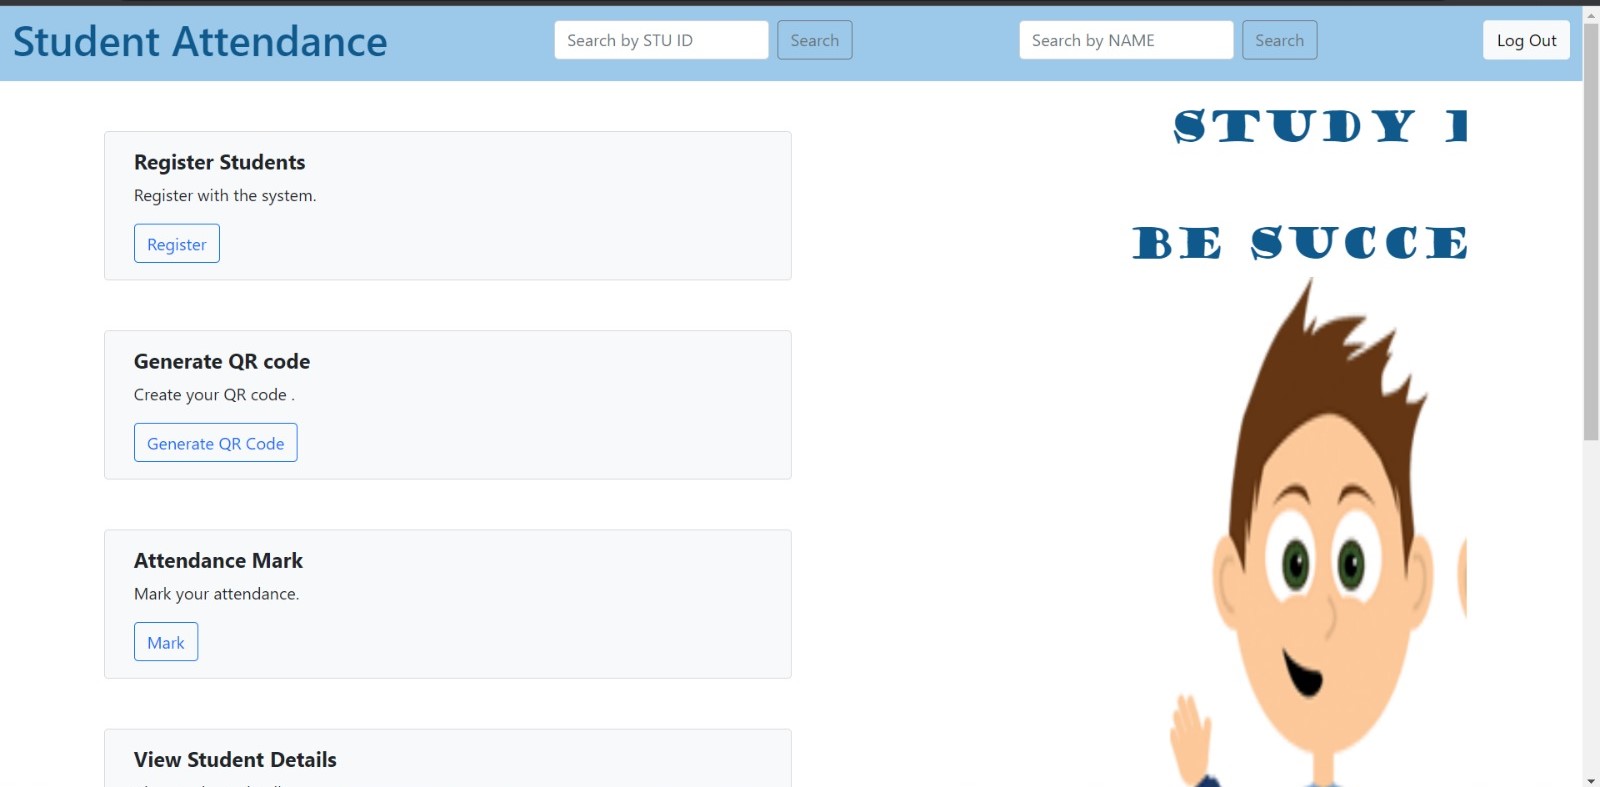 Student Attendance
Search by STU ID
Search
Search by NAME
Search
Log Out
Register Students
Register with the system.
Register
Generate QR code
Create your QR code .
Generate QR Code
Attendance Mark
Mark your attendance.
Mark
View Student Details
STUDY
BE SUCCE